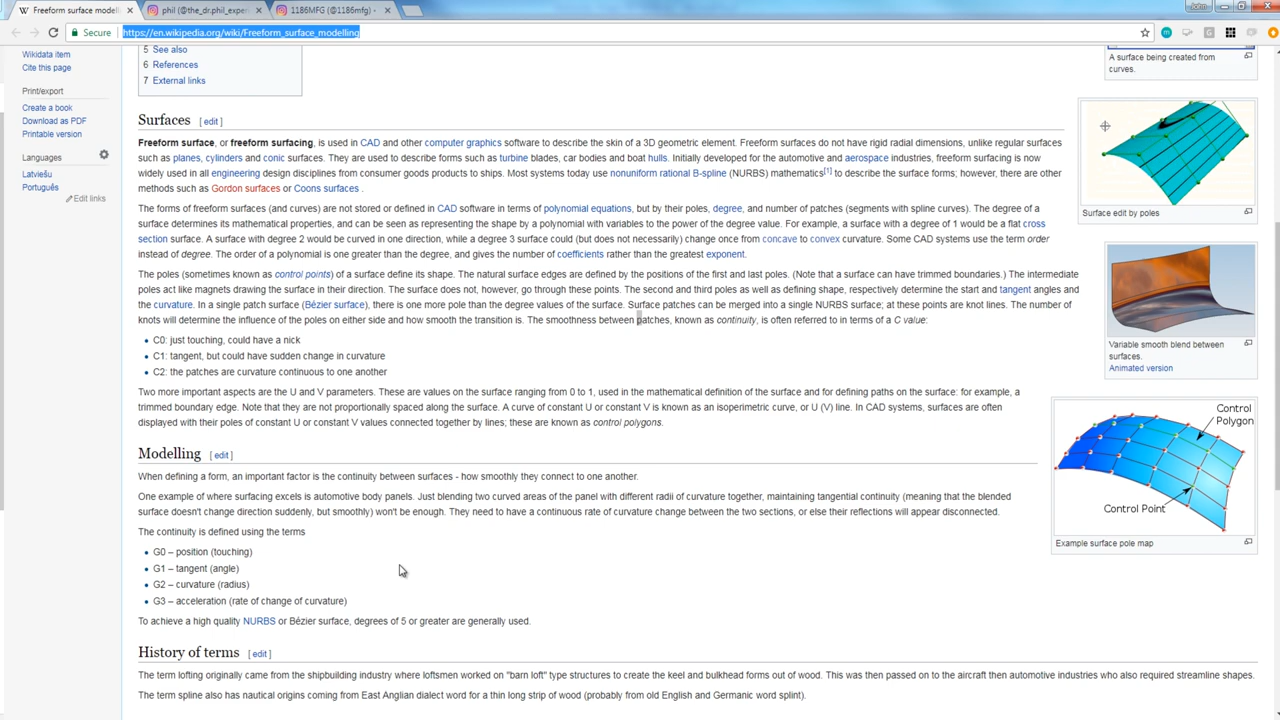 Freeform surface modell
phil (@the_dr.phil_exper
1186MFG (@1186mfg) -
John
Secure
https://en.wikipedia.org/wiki/Freeform_surface_modelling
Wikidata item
Cite this page
Print/export
Create a book
Download as PDF
Printable version
Languages
Latviešu
Português
Edit links
5 See also
6 References
7 External links
Surfaces [ edit ]
Freeform surface, or freeform surfacing, is used in CAD and other computer graphics software to describe the skin of a 3D geometric element. Freeform surfaces do not have rigid radial dimensions, unlike regular surfaces
such as planes, cylinders and conic surfaces. They are used to describe forms such as turbine blades, car bodies and boat hulls. Initially developed for the automotive and aerospace industries, freeform surfacing is now
widely used in all engineering design disciplines from consumer goods products to ships. Most systems today use nonuniform rational B-spline (NURBS) mathematics[1] to describe the surface forms; however, there are other
methods such as Gordon surfaces or Coons surfaces .
The forms of freeform surfaces (and curves) are not stored or defined in CAD software in terms of polynomial equations, but by their poles, degree, and number of patches (segments with spline curves). The degree of a
surface determines its mathematical properties, and can be seen as representing the shape by a polynomial with variables to the power of the degree value. For example, a surface with a degree of 1 would be a flat cross
section surface. A surface with degree 2 would be curved in one direction, while a degree 3 surface could (but does not necessarily) change once from concave to convex curvature. Some CAD systems use the term order
instead of degree. The order of a polynomial is one greater than the degree, and gives the number of coefficients rather than the greatest exponent.
The poles (sometimes known as control points) of a surface define its shape. The natural surface edges are defined by the positions of the first and last poles. (Note that a surface can have trimmed boundaries.) The intermediate
poles act like magnets drawing the surface in their direction. The surface does not, however, go through these points. The second and third poles as well as defining shape, respectively determine the start and tangent angles and
the curvature. In a single patch surface (Bézier surface), there is one more pole than the degree values of the surface. Surface patches can be merged into a single NURBS surface; at these points are knot lines. The number of
knots will determine the influence of the poles on either side and how smooth the transition is. The smoothness between patches, known as continuity, is often referred to in terms of a C value:
• C0: just touching, could have a nick
• C1: tangent, but could have sudden change in curvature
• C2: the patches are curvature continuous to one another
Two more important aspects are the U and V parameters. These are values on the surface ranging from 0 to 1, used in the mathematical definition of the surface and for defining paths on the surface: for example, a
trimmed boundary edge. Note that they are not proportionally spaced along the surface. A curve of constant U or constant V is known as an isoperimetric curve, or U (V) line. In CAD systems, surfaces are often
displayed with their poles of constant U or constant V values connected together by lines; these are known as control polygons.
Modelling [ edit ]
When defining a form, an important factor is the continuity between surfaces - how smoothly they connect to one another.
One example of where surfacing excels is automotive body panels. Just blending two curved areas of the panel with different radii of curvature together, maintaining tangential continuity (meaning that the blended
surface doesn't change direction suddenly, but smoothly) won't be enough. They need to have a continuous rate of curvature change between the two sections, or else their reflections will appear disconnected.
The continuity is defined using the terms
• G0 – position (touching)
• G1 – tangent (angle)
• G2 – curvature (radius)
• G3 – acceleration (rate of change of curvature)
To achieve a high quality NURBS or Bézier surface, degrees of 5 or greater are generally used.
History of terms [ edit ]
The term lofting originally came from the shipbuilding industry where loftsmen worked on "barn loft" type structures to create the keel and bulkhead forms out of wood. This was then passed on to the aircraft then automotive industries who also required streamline shapes.
The term spline also has nautical origins coming from East Anglian dialect word for a thin long strip of wood (probably from old English and Germanic word splint).
A surface being created from
curves.
Surface edit by poles
Variable smooth blend between
surfaces.
Animated version
Control
Polygon
Control Point
Example surface pole map